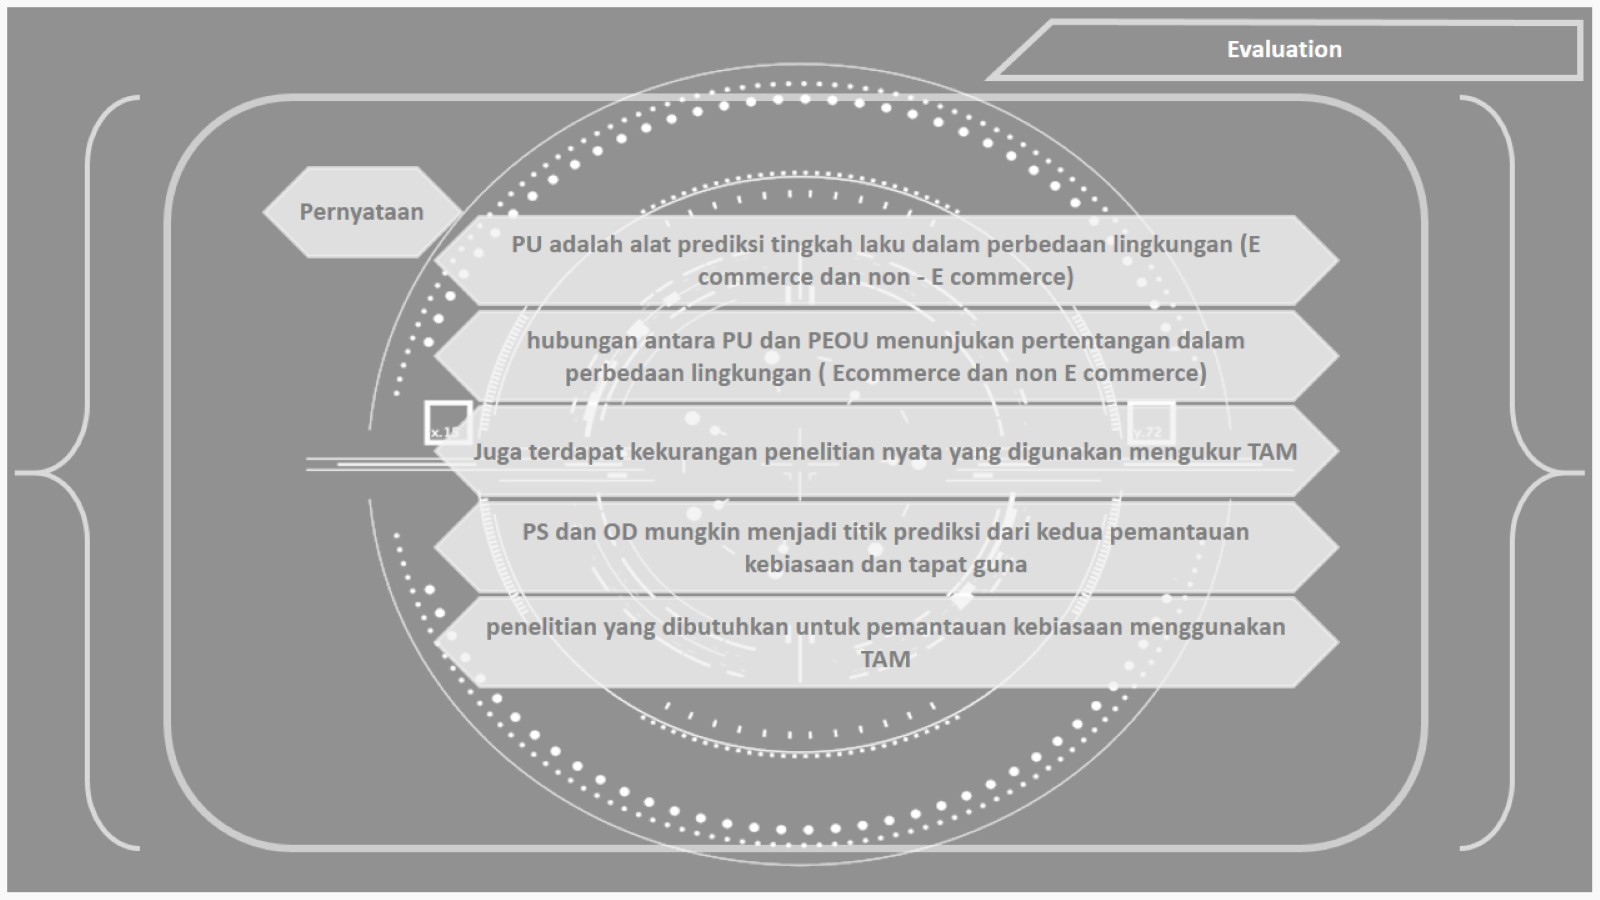 Evaluation
Pernyataan
PU adalah alat prediksi tingkah laku dalam perbedaan lingkungan (E
commerce dan non - E commerce)
hubungan antara PU dan PEOU menunjukan pertentangan dalam
perbedaan lingkungan ( Ecommerce dan non E commerce)
x.15
y.72
Juga terdapat kekurangan penelitian nyata yang digunakan mengukur TAM
PS dan OD mungkin menjadi titik prediksi dari kedua pemantauan
kebiasaan dan tapat guna
penelitian yang dibutuhkan untuk pemantauan kebiasaan menggunakan
TAM